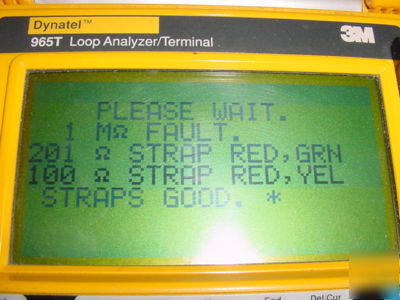 Dynatel™
965T Loop Analyzer/Terminal
3M
PLEASE WAIT.
1 MΩ FAULT.
201 Ω STRAP RED,GRN
100 Ω STRAP RED,YEL
STRAPS GOOD. *
End
Del/Cur